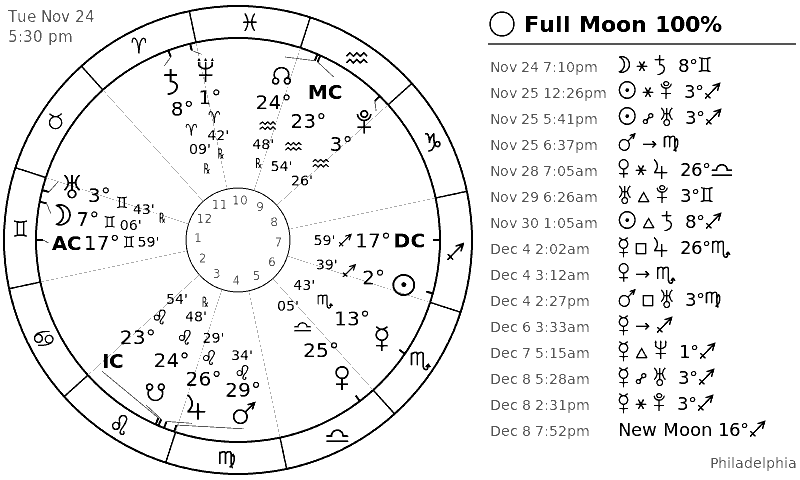 Tue Nov 24
5:30 pm
♈
♓
♒
♑
♐
♏
♎
♍
♌
♋
♊
♉
♄ 8° ♈ 09' ℞
♆ 1° ♈ 42' ℞
☊ 24° ♒ 48' ℞
MC 23° ♒ 54'
♇ 3° ♒ 26'
♅ 3° ♊ 43' ℞
☽ 7° ♊ 06'
AC 17° ♊ 59'
59' ♐ 17° DC
39' ♐ 2° ☉
43' ♏ 13° ☿
05' ♎ 25° ♀
54' ♌ 23° IC
℞ 48' ♌ 24° ☋
29' ♌ 26° ♃
34' ♌ 29° ♂
1 2 3 4 5 6 7 8 9 10 11 12
Full Moon 100%
Nov 24 7:10pm ☽ ⚹ ♄ 8°♊
Nov 25 12:26pm ☉ ⚹ ♇ 3°♐
Nov 25 5:41pm ☉ ☍ ♅ 3°♐
Nov 25 6:37pm ♂ → ♍
Nov 28 7:05am ♀ ⚹ ♃ 26°♎
Nov 29 6:26am ♅ △ ♇ 3°♊
Nov 30 1:05am ☉ △ ♄ 8°♐
Dec 4 2:02am ☿ □ ♃ 26°♏
Dec 4 3:12am ♀ → ♏
Dec 4 2:27pm ♂ □ ♅ 3°♍
Dec 6 3:33am ☿ → ♐
Dec 7 5:15am ☿ △ ♆ 1°♐
Dec 8 5:28am ☿ ☍ ♅ 3°♐
Dec 8 2:31pm ☿ ⚹ ♇ 3°♐
Dec 8 7:52pm New Moon 16°♐
Philadelphia